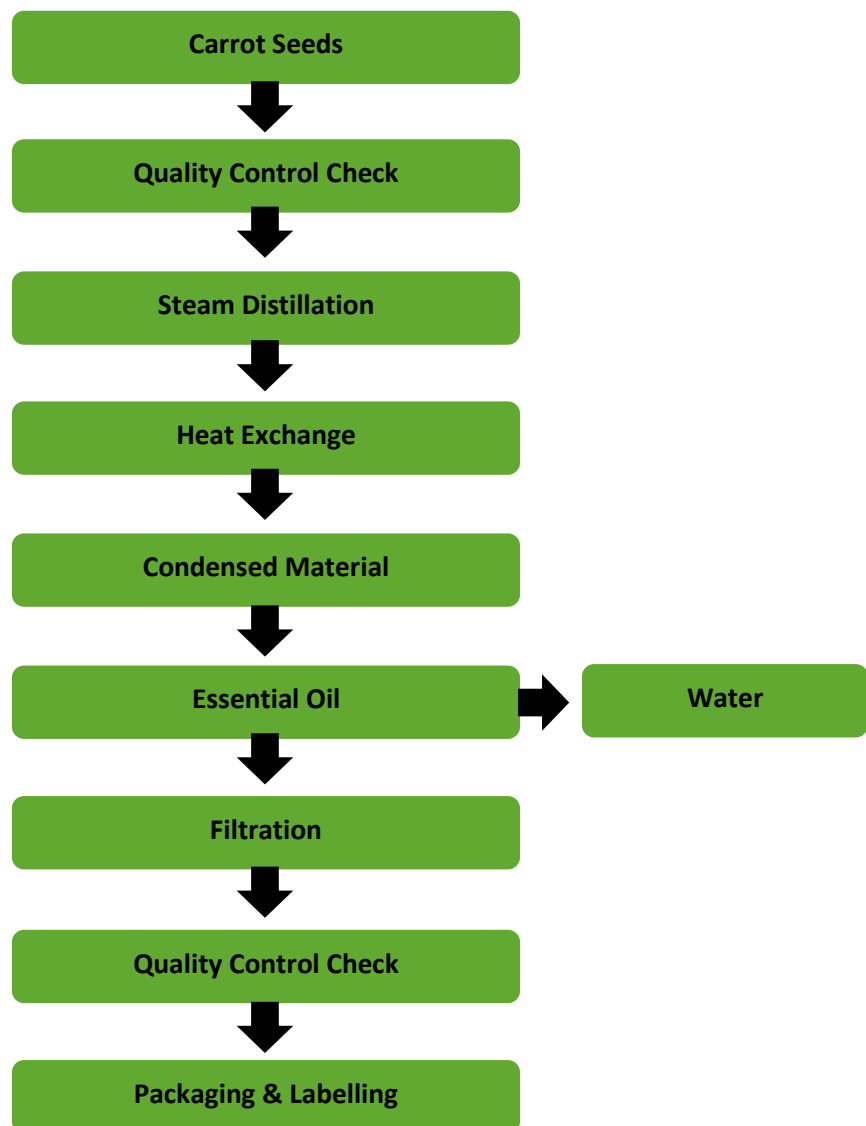 Carrot Seeds
Quality Control Check
Steam Distillation
Heat Exchange
Condensed Material
Essential Oil
Water
Filtration
Quality Control Check
Packaging & Labelling